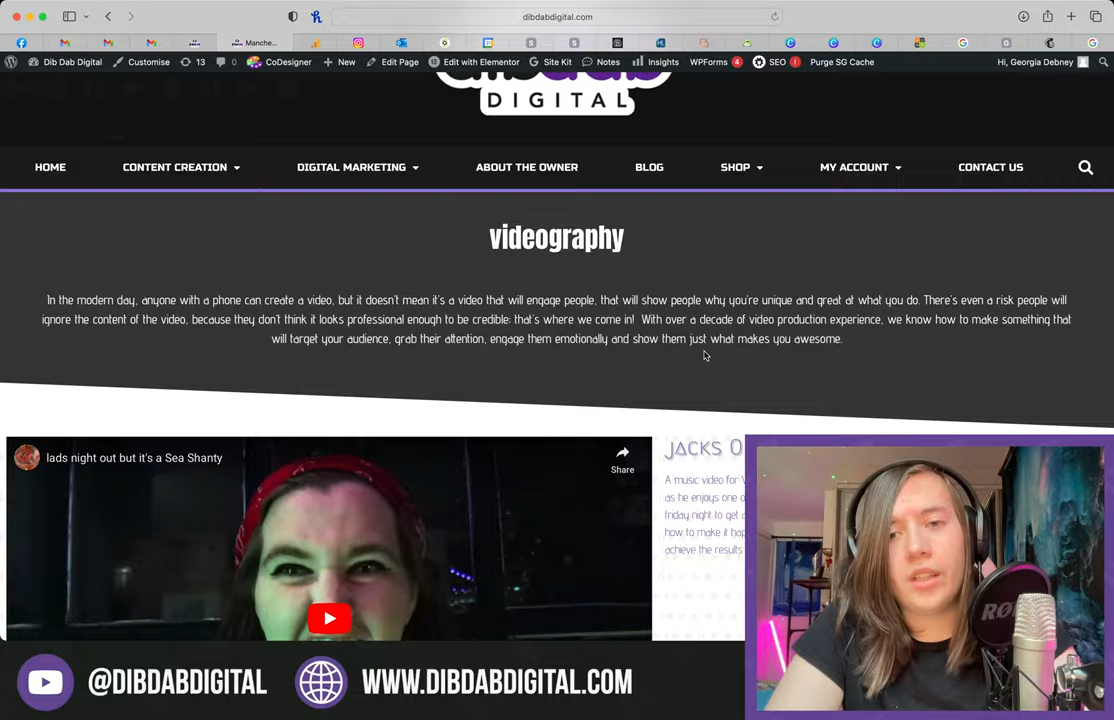 dibdabdigital.com
Manche...
Dib Dab Digital Customise 13 0 CoDesigner New Edit Page Edit with Elementor Site Kit Notes Insights WPForms 4 SEO ! Purge SG Cache Hi, Georgia Debney
DIGITAL
HOME CONTENT CREATION DIGITAL MARKETING ABOUT THE OWNER BLOG SHOP MY ACCOUNT CONTACT US
videography
In the modern day, anyone with a phone can create a video, but it doesn't mean it's a video that will engage people, that will show people why you're unique and great at what you do. There's even a risk people will
ignore the content of the video, because they don't think it looks professional enough to be credible; that's where we come in! With over a decade of video production experience, we know how to make something that
will target your audience, grab their attention, engage them emotionally and show them just what makes you awesome.
lads night out but it's a Sea Shanty
Share
JACKS O
A music video for
as he enjoys one o
friday night to get
how to make it hap
achieve the results
@DIBDABDIGITAL WWW.DIBDABDIGITAL.COM